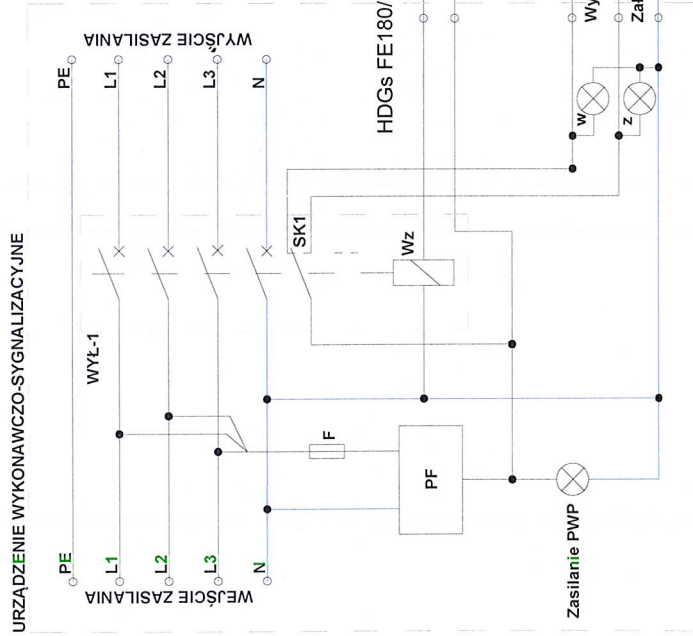 URZĄDZENIE WYKONAWCZO-SYGNALIZACYJNE
WEJŚCIE ZASILANIA
PE
L1
L2
L3
N
WYŁ-1
WYJŚCIE ZASILANIA
PE
L1
L2
L3
N
SK1
Wz
F
PF
Zasilanie PWP
HDGs FE180/
w
z